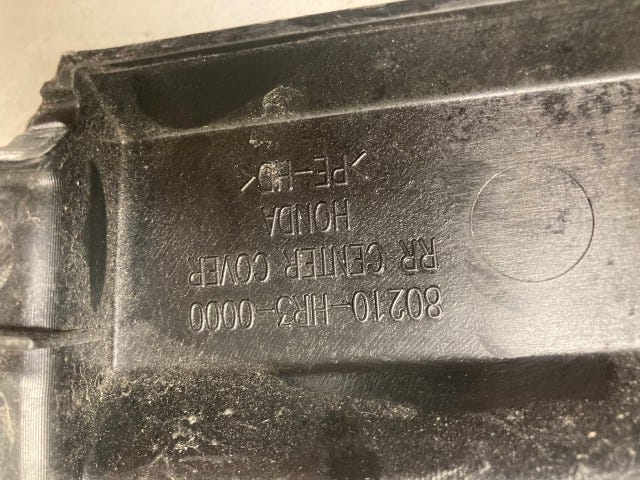 80210-HR3-0000
RR CENTER COVER
HONDA
>PE-HD<